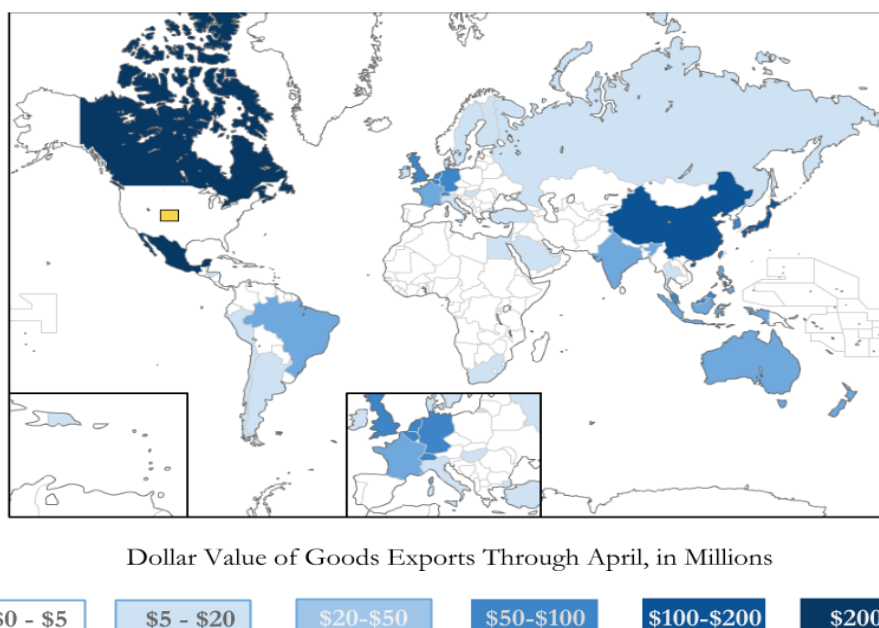 Dollar Value of Goods Exports Through April, in Millions
$0 - $5 $5 - $20 $20-$50 $50-$100 $100-$200 $200